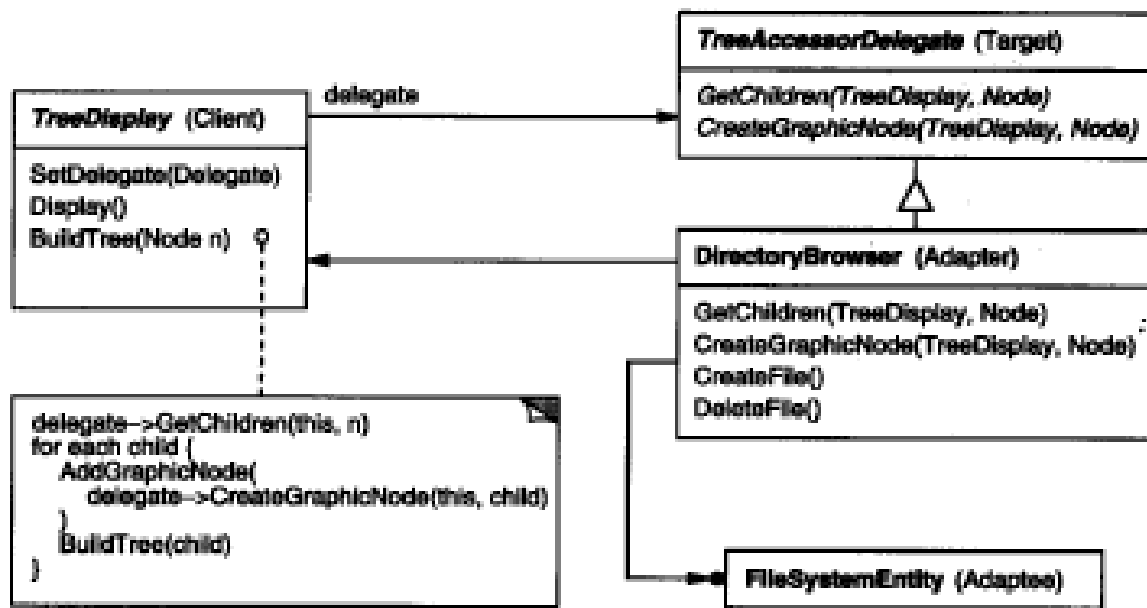 TreeAccessorDelegate (Target)
GetChildren(TreeDisplay, Node)
CreateGraphicNode(TreeDisplay, Node)
delegate
TreeDisplay (Client)
SetDelegate(Delegate)
Display()
BuildTree(Node n)
DirectoryBrowser (Adapter)
GetChildren(TreeDisplay, Node)
CreateGraphicNode(TreeDisplay, Node)
CreateFile()
DeleteFile()
delegate->GetChildren(this, n)
for each child {
AddGraphicNode(
delegate->CreateGraphicNode(this, child)
)
BuildTree(child)
}
FileSystemEntity (Adaptee)